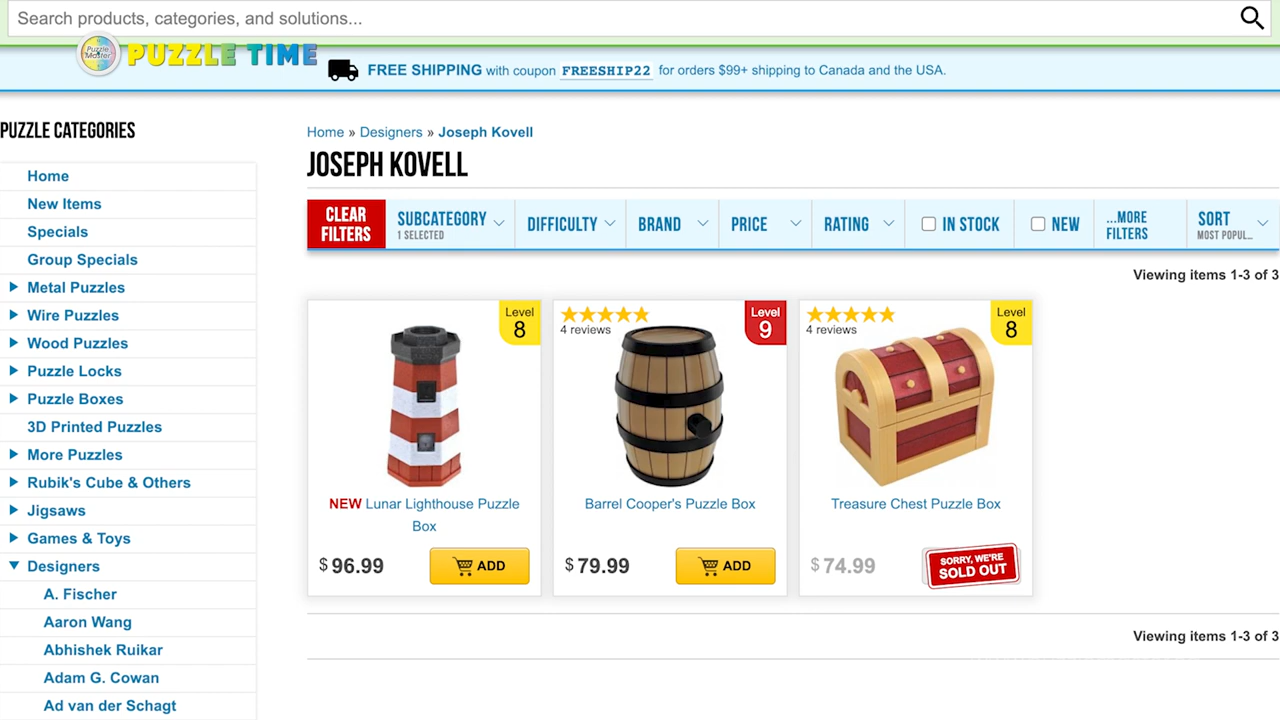 Search products, categories, and solutions...
Puzzle Master
PUZZLE TIME
FREE SHIPPING with coupon FREESHIP22 for orders $99+ shipping to Canada and the USA.
PUZZLE CATEGORIES
Home
New Items
Specials
Group Specials
Metal Puzzles
Wire Puzzles
Wood Puzzles
Puzzle Locks
Puzzle Boxes
3D Printed Puzzles
More Puzzles
Rubik's Cube & Others
Jigsaws
Games & Toys
Designers
A. Fischer
Aaron Wang
Abhishek Ruikar
Adam G. Cowan
Ad van der Schagt
Home » Designers » Joseph Kovell
JOSEPH KOVELL
CLEAR FILTERS
SUBCATEGORY
1 SELECTED
DIFFICULTY
BRAND
PRICE
RATING
IN STOCK
NEW
...MORE FILTERS
SORT
MOST POPUL...
Viewing items 1-3 of 3
Level
8
NEW Lunar Lighthouse Puzzle
Box
$96.99
ADD
4 reviews
Level
9
Barrel Cooper's Puzzle Box
$79.99
ADD
4 reviews
Level
8
Treasure Chest Puzzle Box
$74.99
SORRY, WE'RE
SOLD OUT
Viewing items 1-3 of 3